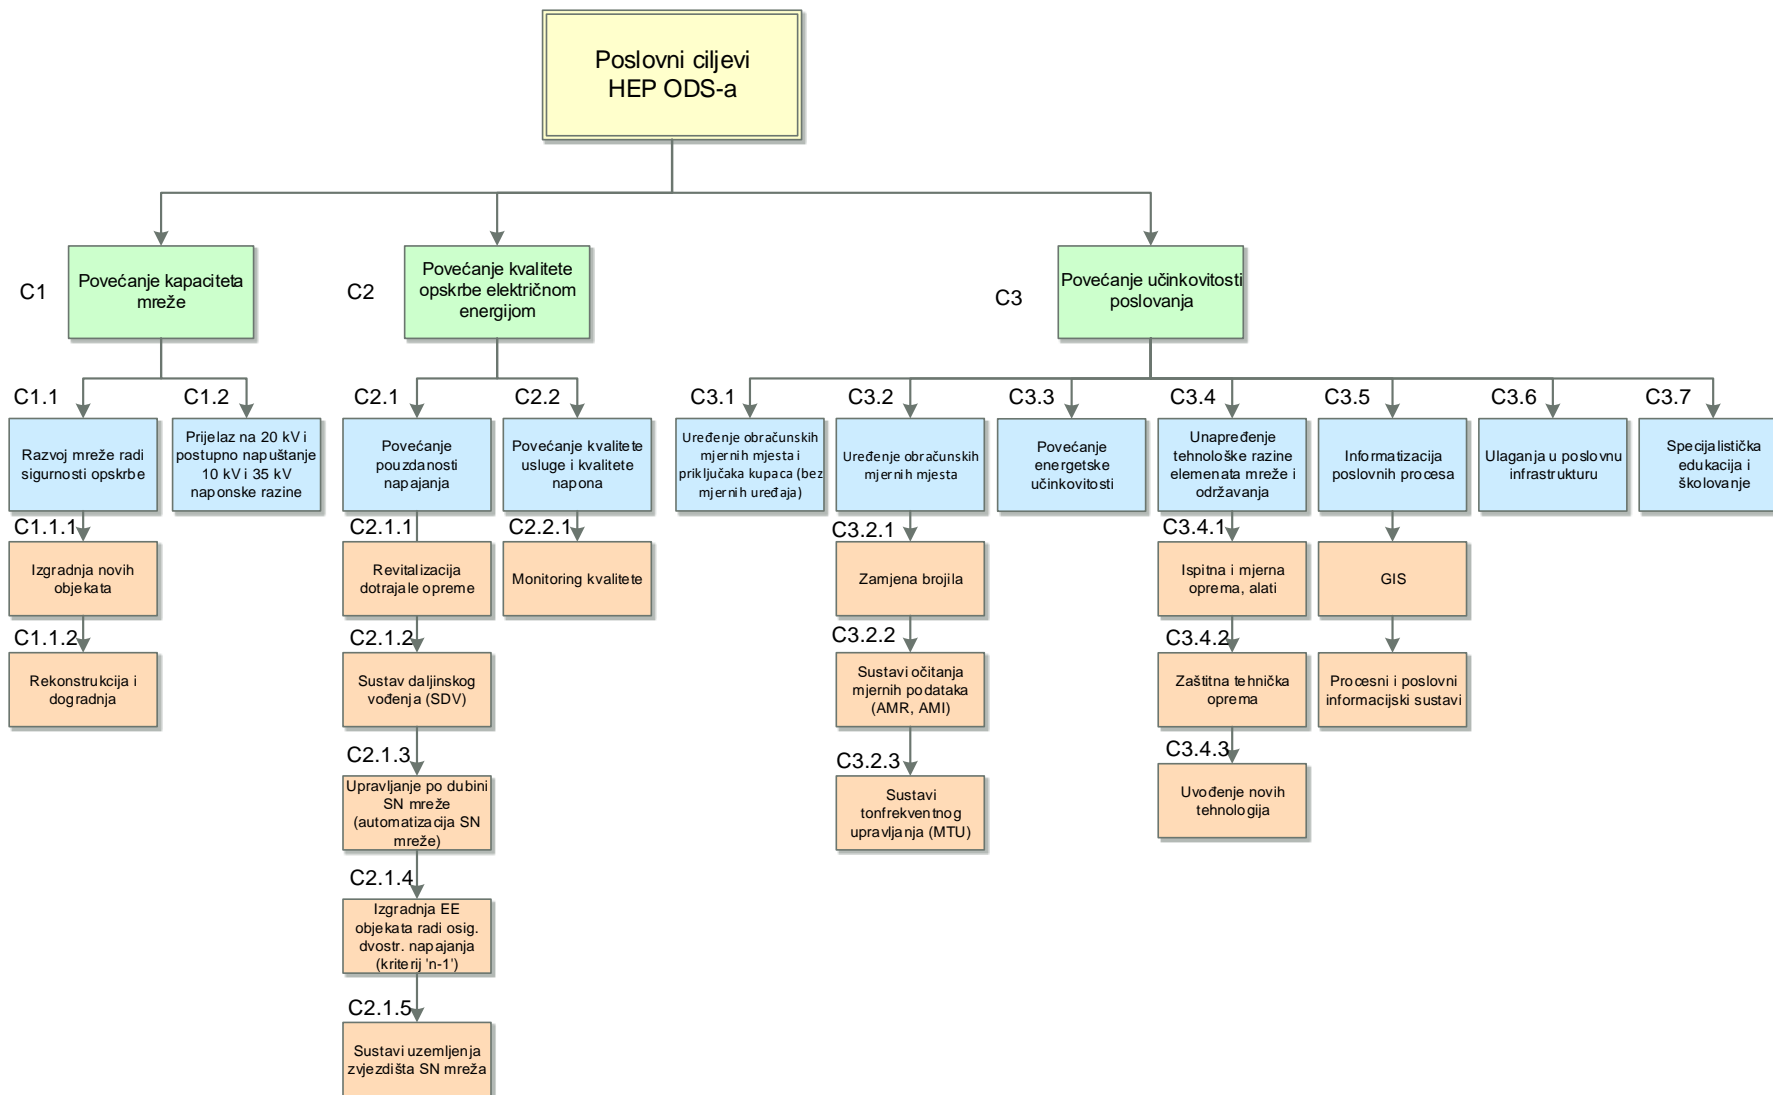 Poslovni ciljevi
HEP ODS-a
C1
Povećanje kapaciteta
mreže
C2
Povećanje kvalitete
opskrbe električnom
energijom
C3
Povećanje učinkovitosti
poslovanja
C1.1
Razvoj mreže radi
sigurnosti opskrbe
C1.2
Prijelaz na 20 kV i
postupno napuštanje
10 kV i 35 kV
naponske razine
C2.1
Povećanje
pouzdanosti
napajanja
C2.2
Povećanje kvalitete
usluge i kvalitete
napona
C3.1
Uređenje obračunskih
mjernih mjesta i
priključaka kupaca (bez
mjernih uređaja)
C3.2
Uređenje obračunskih
mjernih mjesta
C3.3
Povećanje
energetske
učinkovitosti
C3.4
Unapređenje
tehnološke razine
elemenata mreže i
održavanja
C3.5
Informatizacija
poslovnih procesa
C3.6
Ulaganja u poslovnu
infrastrukturu
C3.7
Specijalistička
edukacija i
školovanje
C1.1.1
Izgradnja novih
objekata
C1.1.2
Rekonstrukcija i
dogradnja
C2.1.1
Revitalizacija
dotrajale opreme
C2.1.2
Sustav daljinskog
vođenja (SDV)
C2.1.3
Upravljanje po dubini
SN mreže
(automatizacija SN
mreže)
C2.1.4
Izgradnja EE
objekata radi osig.
dvostr. napajanja
(kriterij 'n-1')
C2.1.5
Sustavi uzemljenja
zvjezdišta SN mreža
C2.2.1
Monitoring kvalitete
C3.2.1
Zamjena brojila
C3.2.2
Sustavi očitanja
mjernih podataka
(AMR, AMI)
C3.2.3
Sustavi
tonfrekventnog
upravljanja (MTU)
C3.4.1
Ispitna i mjerna
oprema, alati
C3.4.2
Zaštitna tehnička
oprema
C3.4.3
Uvođenje novih
tehnologija
GIS
Procesni i poslovni
informacijski sustavi